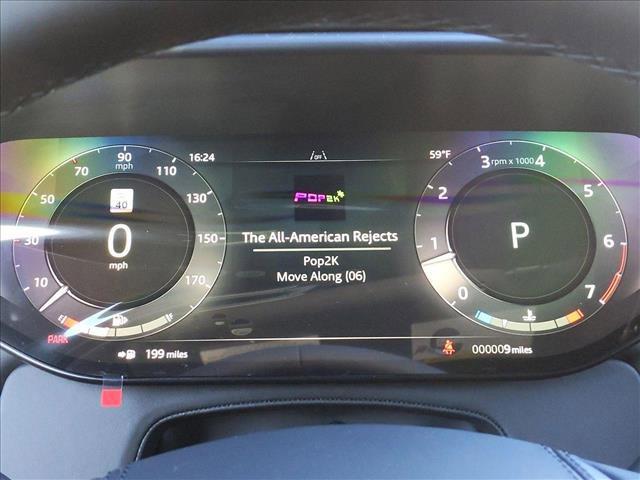 16:24
OFF
59°F
90
mph
70
110
50
130
30
150
10
170
40
0
mph
POP2K
The All-American Rejects
Pop2K
Move Along (06)
3 rpm x 1000 4
2
5
1
6
0
7
P
E
F
PARK
199 miles
000009 miles